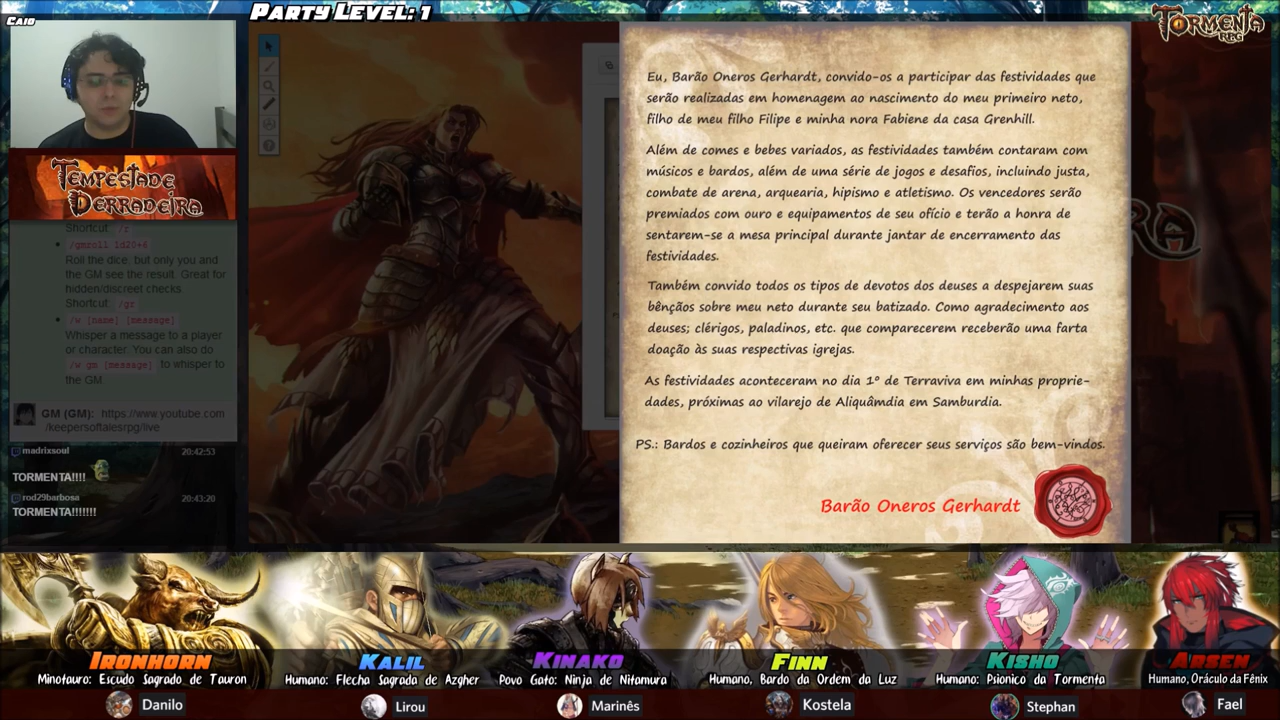 Caio
Party Level: 1
Tormenta
RPG
Tempestade
Derradeira
Shortcut: /r
/gmroll 1d20+6
Roll the dice, but only you and
the GM see the result. Great for
hidden/discreet checks.
Shortcut: /gr
/w [name] [message]
Whisper a message to a player
or character. You can also do
/w gm [message] to whisper to
the GM.
GM (GM): https://www.youtube.com
/keepersoftalesrpg/live
madrixsoul 20:42:53
TORMENTA!!!!
rod29barbosa 20:43:20
TORMENTA!!!!!!!
Eu, Barão Oneros Gerhardt, convido-os a participar das festividades que
serão realizadas em homenagem ao nascimento do meu primeiro neto,
filho de meu filho Filipe e minha nora Fabiene da casa Grenhill.
Além de comes e bebes variados, as festividades também contaram com
músicos e bardos, além de uma série de jogos e desafios, incluindo justa,
combate de arena, arquearia, hipismo e atletismo. Os vencedores serão
premiados com ouro e equipamentos de seu ofício e terão a honra de
sentarem-se a mesa principal durante jantar de encerramento das
festividades.
Também convido todos os tipos de devotos dos deuses a despejarem suas
bênçãos sobre meu neto durante seu batizado. Como agradecimento aos
deuses; clérigos, paladinos, etc. que comparecerem receberão uma farta
doação às suas respectivas igrejas.
As festividades aconteceram no dia 1º de Terraviva em minhas proprie-
dades, próximas ao vilarejo de Aliquâmdia em Samburdia.
PS.: Bardos e cozinheiros que queiram oferecer seus serviços são bem-vindos.
Barão Oneros Gerhardt
RA
Ironhorn
Minotauro: Escudo Sagrado de Tauron
Danilo
Kalil
Humano: Flecha Sagrada de Azgher
Lirou
Kinako
Povo Gato: Ninja de Nitamura
Marinês
Finn
Humano, Bardo da Ordem da Luz
Kostela
Kisho
Humano: Psionico da Tormenta
Stephan
Arsen
Humano, Oráculo da Fênix
Fael